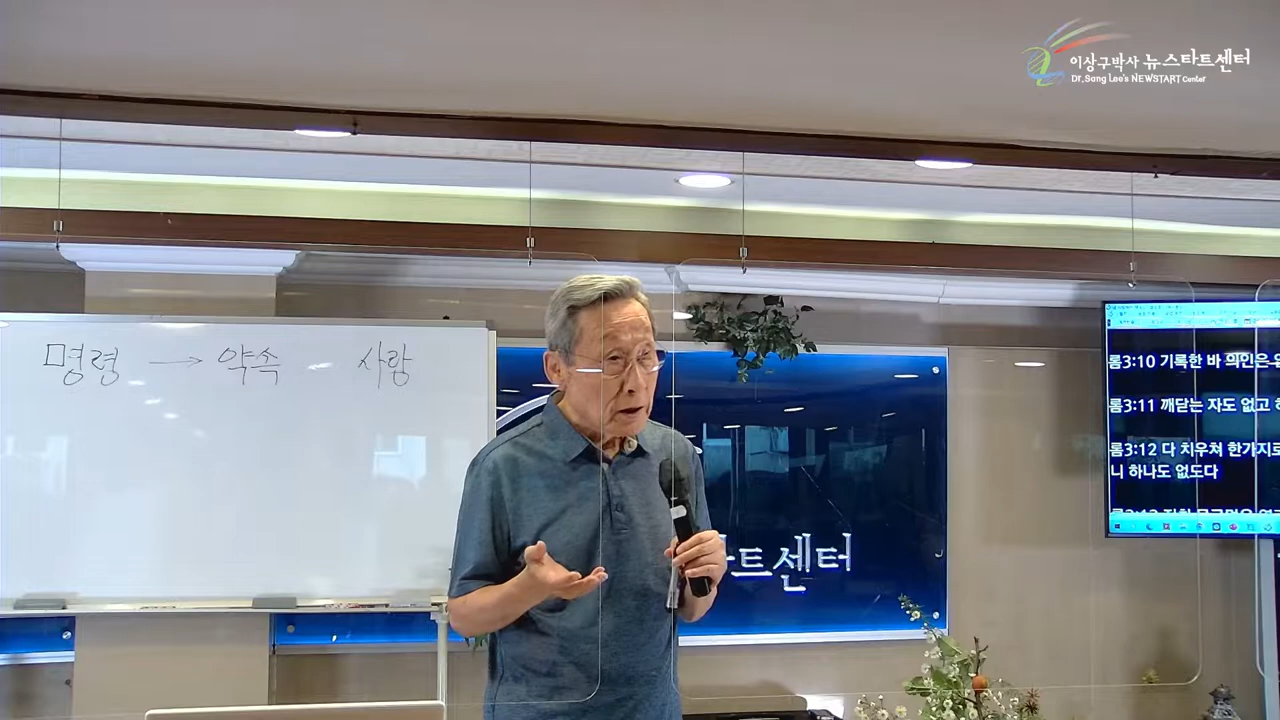 이상구박사 뉴스타트센터
Dr. Sang Lee's NEWSTART Center
명령 → 약속 사랑
롬3:10 기록한 바 의인은
롬3:11 깨닫는 자도 없고
롬3:12 다 치우쳐 한가지로
니 하나도 없도다
트센터